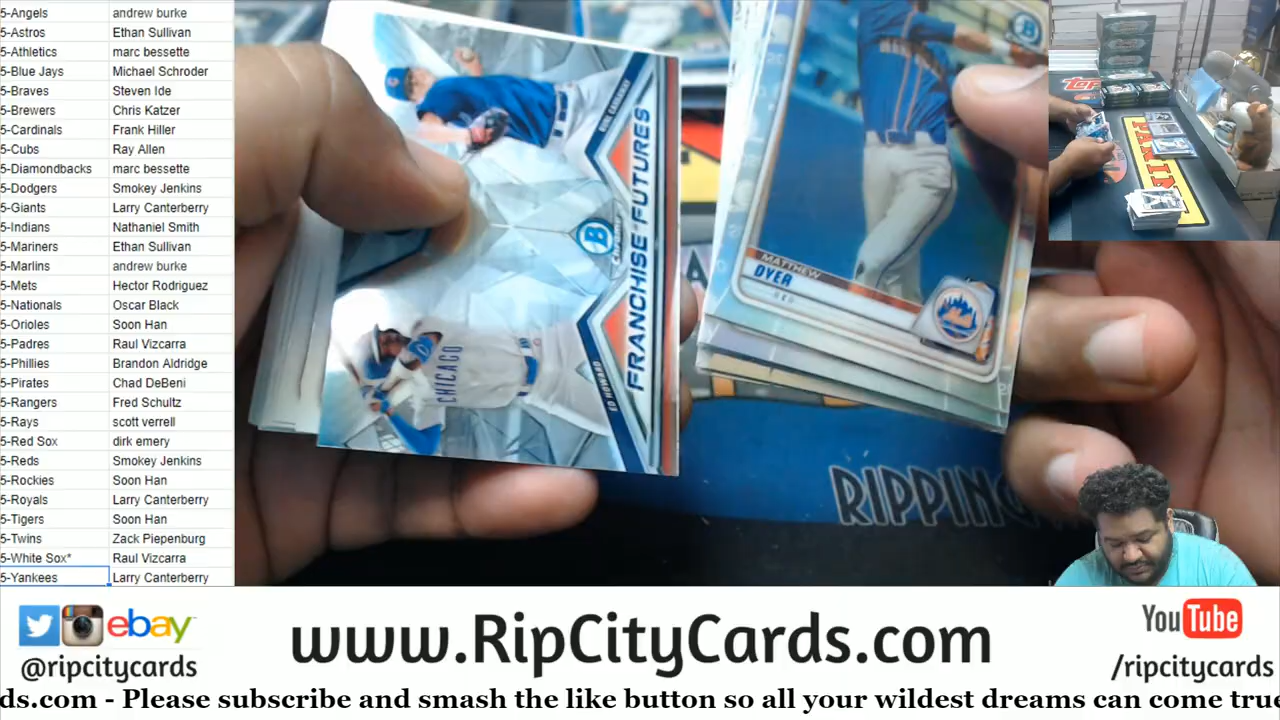 5-Angels andrew burke
5-Astros Ethan Sullivan
5-Athletics marc bessette
5-Blue Jays Michael Schroder
5-Braves Steven Ide
5-Brewers Chris Katzer
5-Cardinals Frank Hiller
5-Cubs Ray Allen
5-Diamondbacks marc bessette
5-Dodgers Smokey Jenkins
5-Giants Larry Canterberry
5-Indians Nathaniel Smith
5-Mariners Ethan Sullivan
5-Marlins andrew burke
5-Mets Hector Rodriguez
5-Nationals Oscar Black
5-Orioles Soon Han
5-Padres Raul Vizcarra
5-Phillies Brandon Aldridge
5-Pirates Chad DeBeni
5-Rangers Fred Schultz
5-Rays scott verrell
5-Red Sox dirk emery
5-Reds Smokey Jenkins
5-Rockies Soon Han
5-Royals Larry Canterberry
5-Tigers Soon Han
5-Twins Zack Piepenburg
5-White Sox* Raul Vizcarra
5-Yankees Larry Canterberry
FRANCHISE FUTURES
ED HOWARD
CHICAGO
B
MATTHEW
DYER
RIPPING
Topps
PANINI
ebay
@ripcitycards
www.RipCityCards.com
YouTube
/ripcitycards
ds.com - Please subscribe and smash the like button so all your wildest dreams can come true